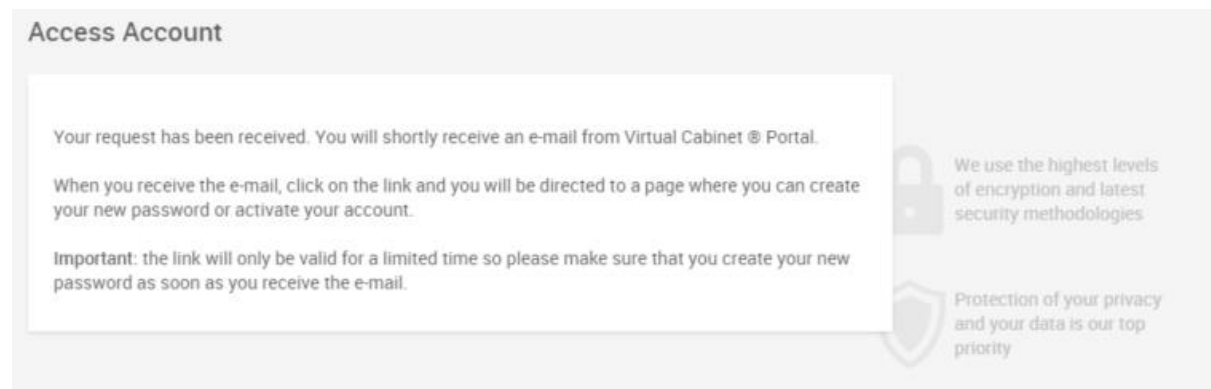 Access Account
Your request has been received. You will shortly receive an e-mail from Virtual Cabinet ® Portal.
When you receive the e-mail, click on the link and you will be directed to a page where you can create
your new password or activate your account.
Important: the link will only be valid for a limited time so please make sure that you create your new
password as soon as you receive the e-mail.
We use the highest levels
of encryption and latest
security methodologies
Protection of your privacy
and your data is our top
priority